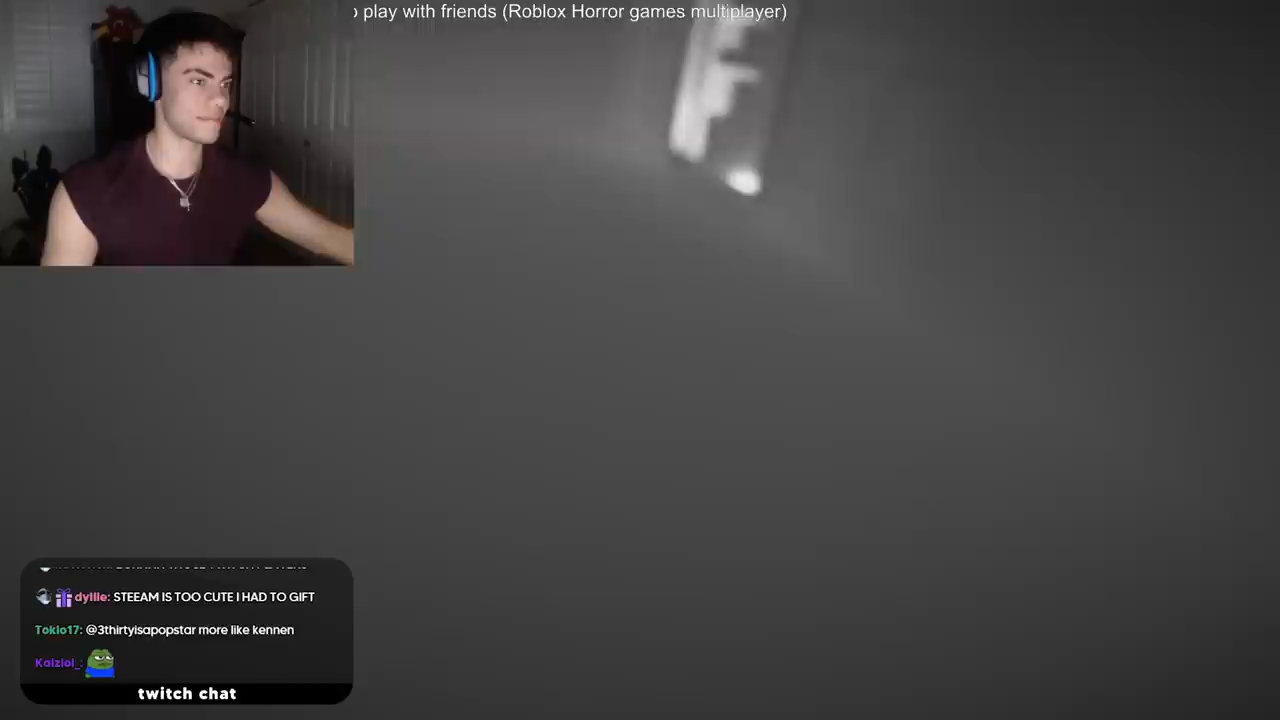 play with friends (Roblox Horror games multiplayer)
dylile: STEEAM IS TOO CUTE I HAD TO GIFT
Tokio17: @3thirtyisapopstar more like kennen
Kaiziol_:
twitch chat